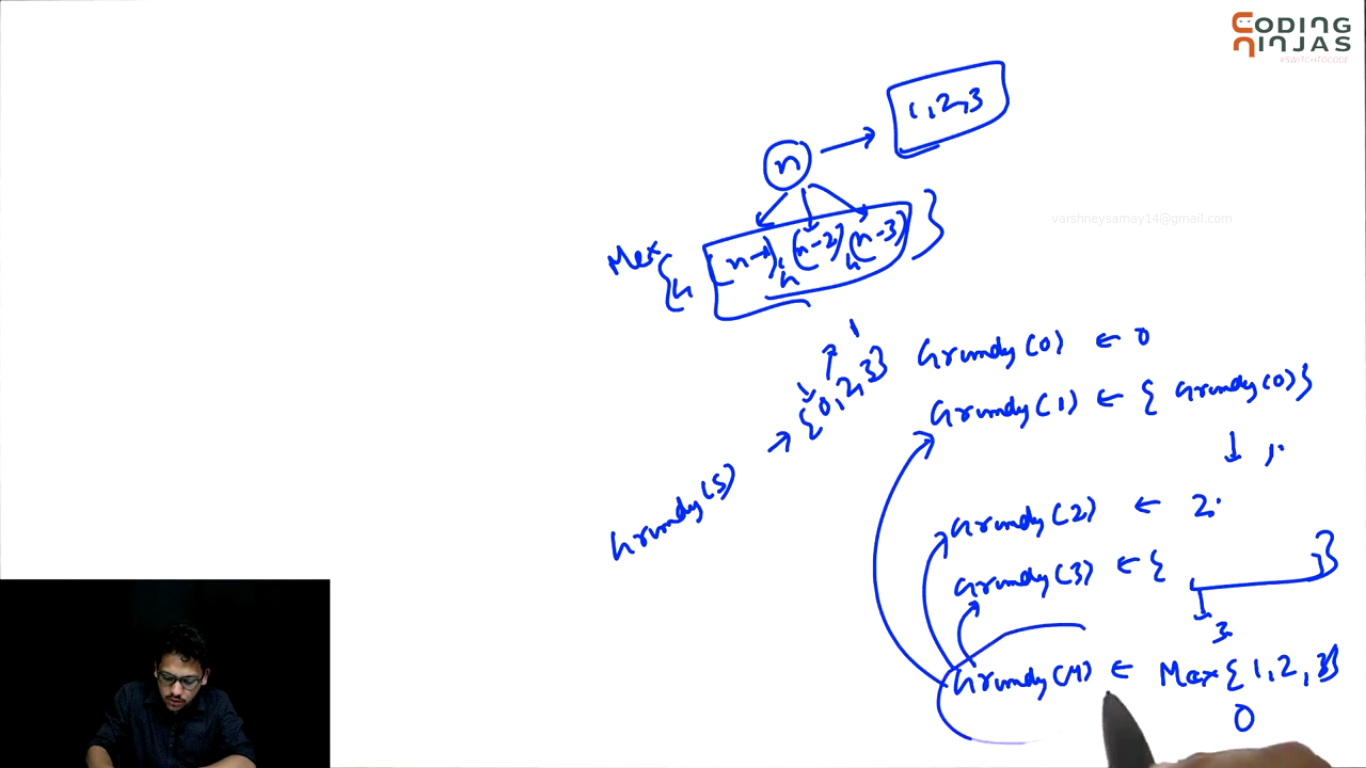 CODING
NINJAS
#SWITCHTOCODE
1, 2, 3
n
varshneysamay14@gmail.com
Mex { G (n-1), G (n-2) G (n-3) }
1
Grundy(0) ← 0
{0, 2, 3}
Grundy(1) ← { Grundy(0)}
↓ 1.
Grundy(5) →
Grundy(2) ← 2.
Grundy(3) ← { }
3
Grundy(4) ← Mex{1, 2, 3}
0